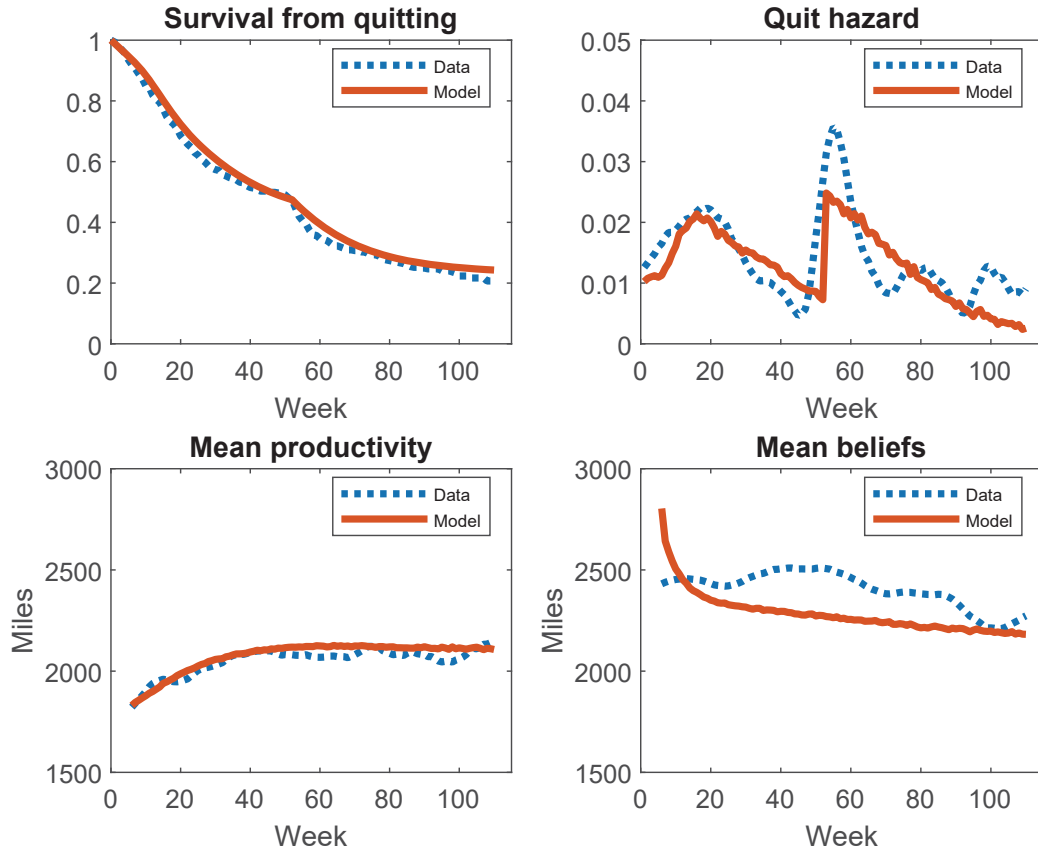 Survival from quitting
1
0.8
0.6
0.4
0.2
0
0 20 40 60 80 100
Week
Data
Model
Quit hazard
0.05
0.04
0.03
0.02
0.01
0
0 20 40 60 80 100
Week
Data
Model
Mean productivity
3000
2500
2000
1500
Miles
0 20 40 60 80 100
Week
Data
Model
Mean beliefs
3000
2500
2000
1500
Miles
0 20 40 60 80 100
Week
Data
Model